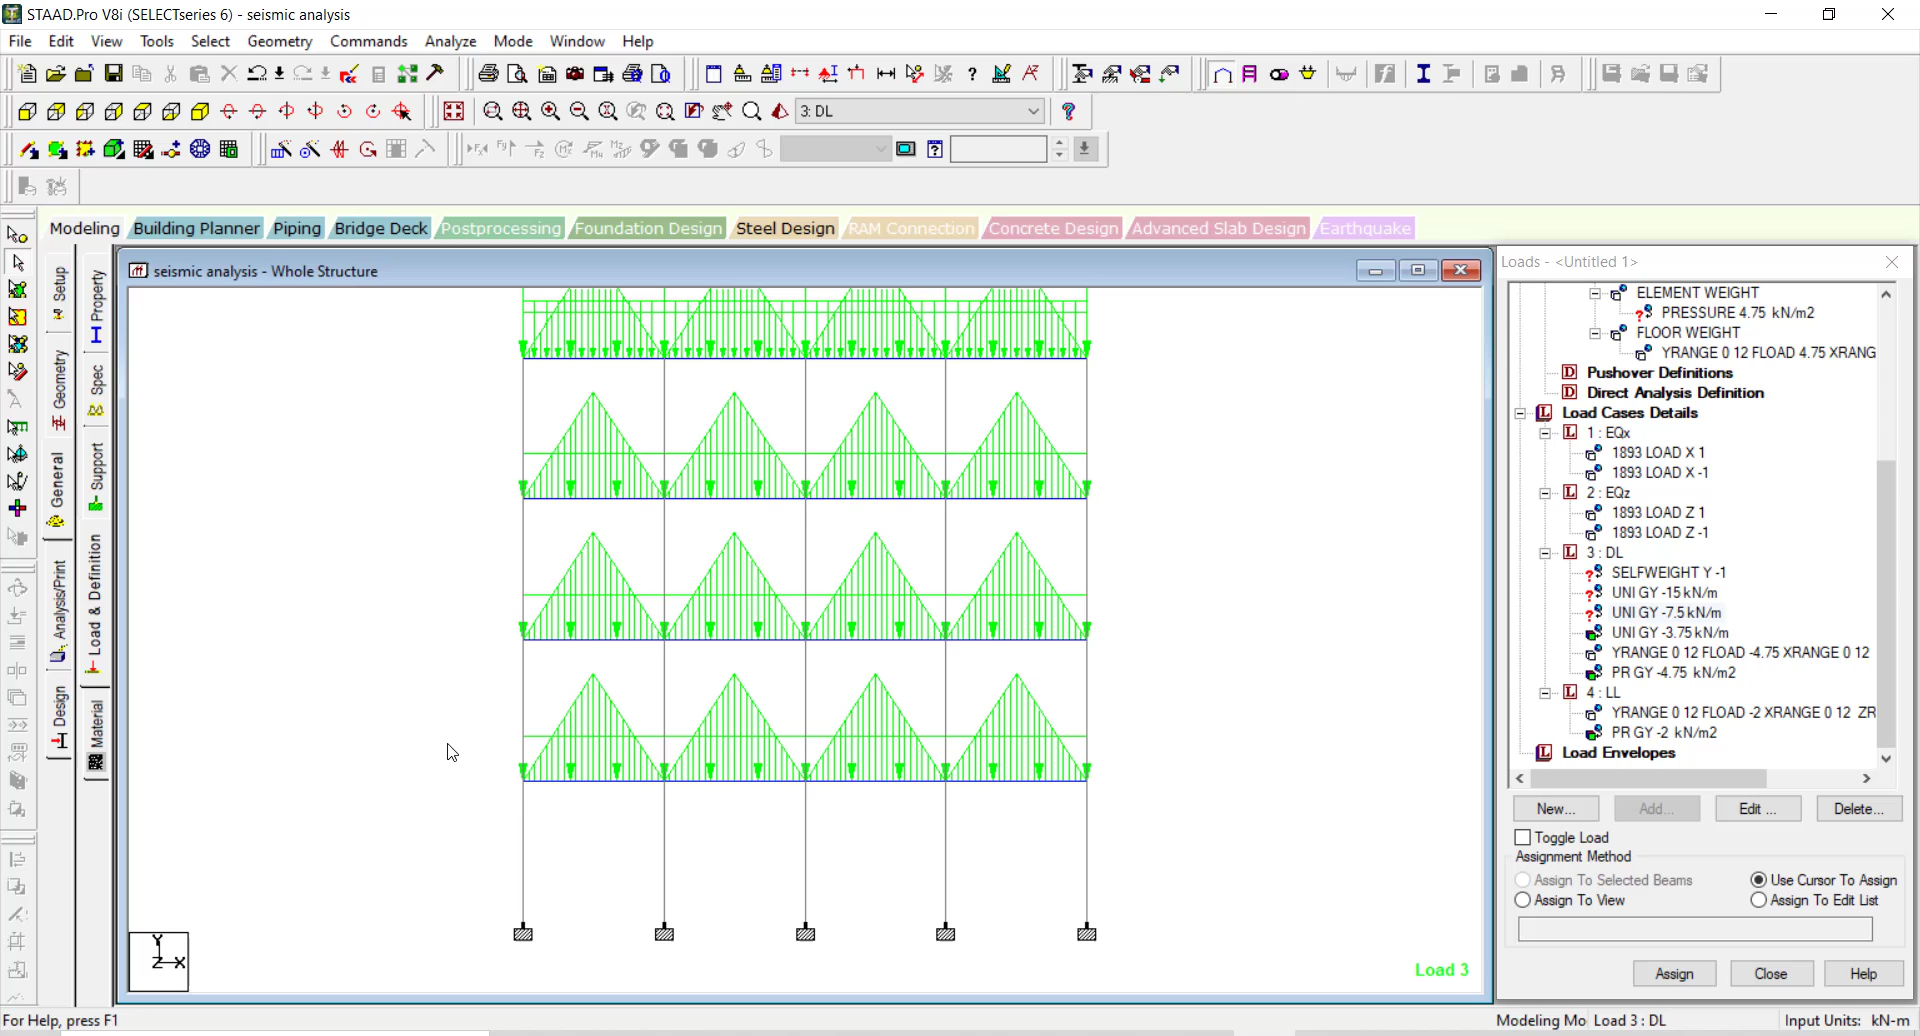 STAAD.Pro V8i (SELECTseries 6) - seismic analysis
File Edit View Tools Select Geometry Commands Analyze Mode Window Help
3: DL
Modeling Building Planner Piping Bridge Deck Postprocessing Foundation Design Steel Design RAM Connection Concrete Design Advanced Slab Design Earthquake
Setup
Geometry
General
Analysis/Print
Design
Property
Spec
Support
Load & Definition
Material
seismic analysis - Whole Structure
Y
Z X
Load 3
Loads - <Untitled 1>
ELEMENT WEIGHT
PRESSURE 4.75 kN/m2
FLOOR WEIGHT
YRANGE 0 12 FLOAD 4.75 XRANG
Pushover Definitions
Direct Analysis Definition
Load Cases Details
1 : EQx
1893 LOAD X 1
1893 LOAD X -1
2 : EQz
1893 LOAD Z 1
1893 LOAD Z -1
3 : DL
SELFWEIGHT Y -1
UNI GY -15 kN/m
UNI GY -7.5 kN/m
UNI GY -3.75 kN/m
YRANGE 0 12 FLOAD -4.75 XRANGE 0 12
PR GY -4.75 kN/m2
4 : LL
YRANGE 0 12 FLOAD -2 XRANGE 0 12 ZR
PR GY -2 kN/m2
Load Envelopes
New... Add... Edit ... Delete...
Toggle Load
Assignment Method
Assign To Selected Beams Use Cursor To Assign
Assign To View Assign To Edit List
Assign Close Help
For Help, press F1
Modeling Mo Load 3 : DL Input Units: kN-m